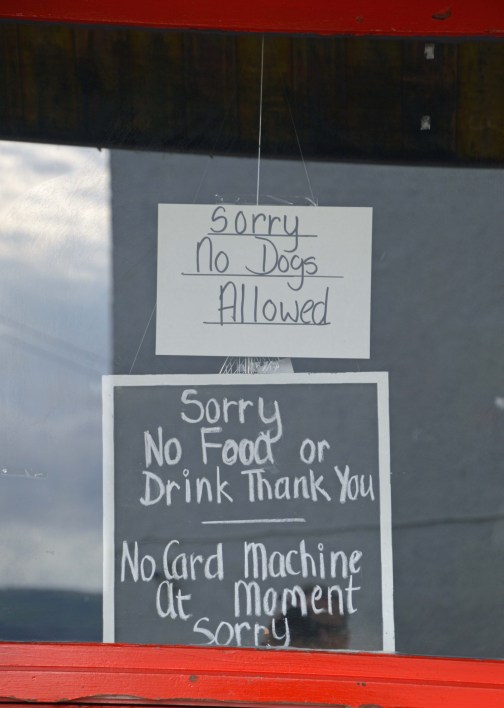 Sorry
No Dogs
Allowed
Sorry
No Food or
Drink Thank You
No Card Machine
At Moment
Sorry